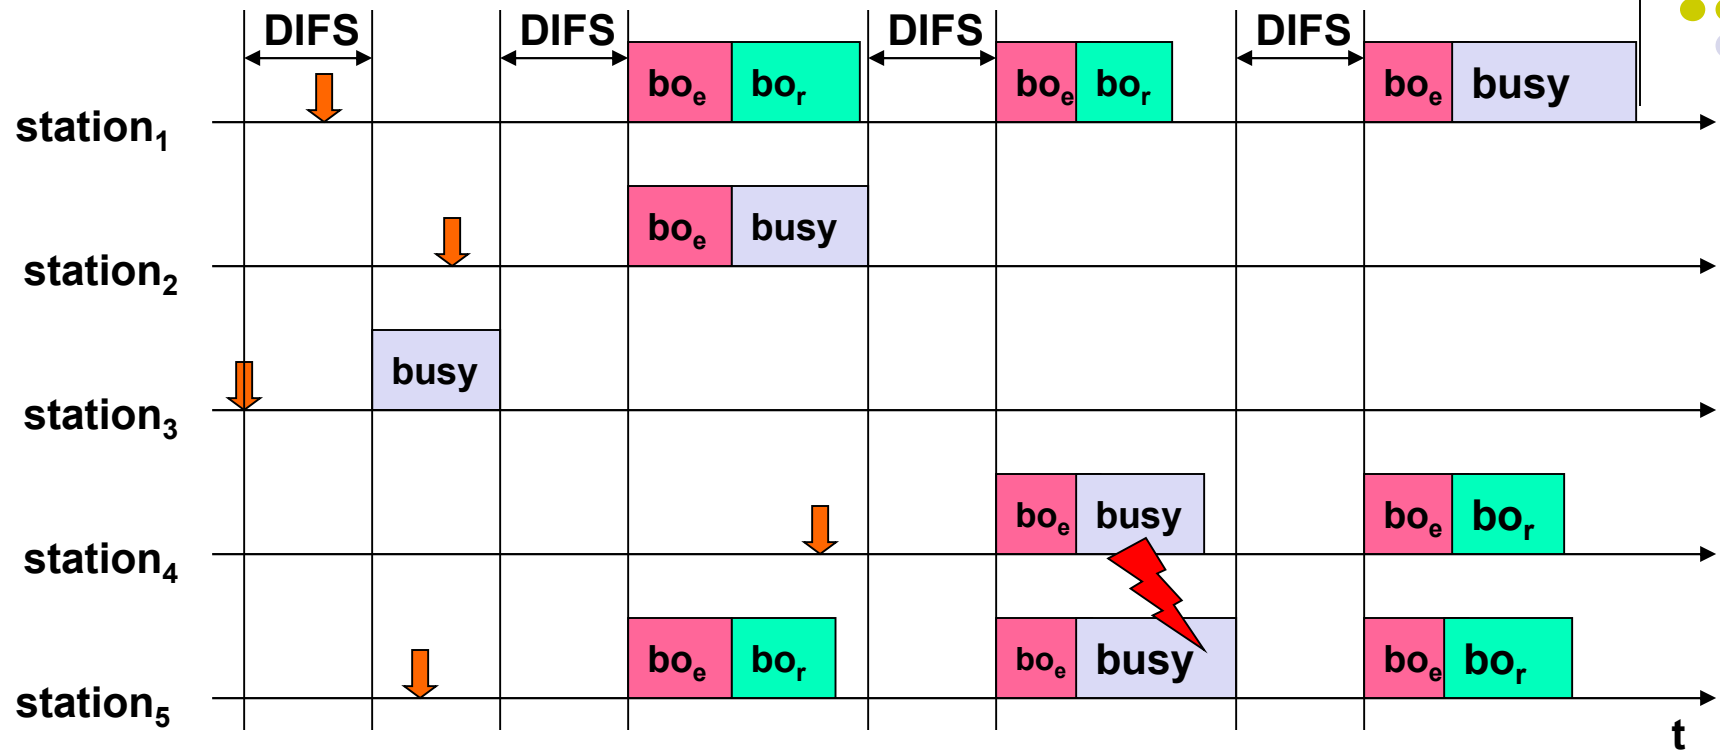 DIFS DIFS DIFS DIFS
station1 boe bor boe bor boe busy
station2 boe busy
station3 busy
station4 boe busy boe bor
station5 boe bor boe busy boe bor
t